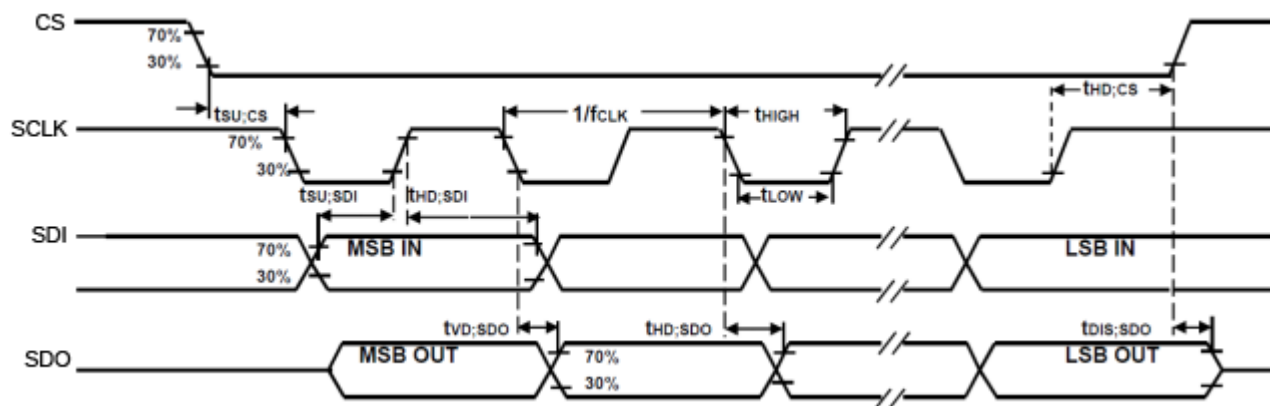 CS
70%
30%
tHD;CS
tSU;CS
1/fCLK
tHIGH
SCLK
70%
30%
tSU;SDI
tHD;SDI
tLOW
SDI
70%
MSB IN
LSB IN
30%
tVD;SDO
tHD;SDO
tDIS;SDO
SDO
MSB OUT
70%
LSB OUT
30%